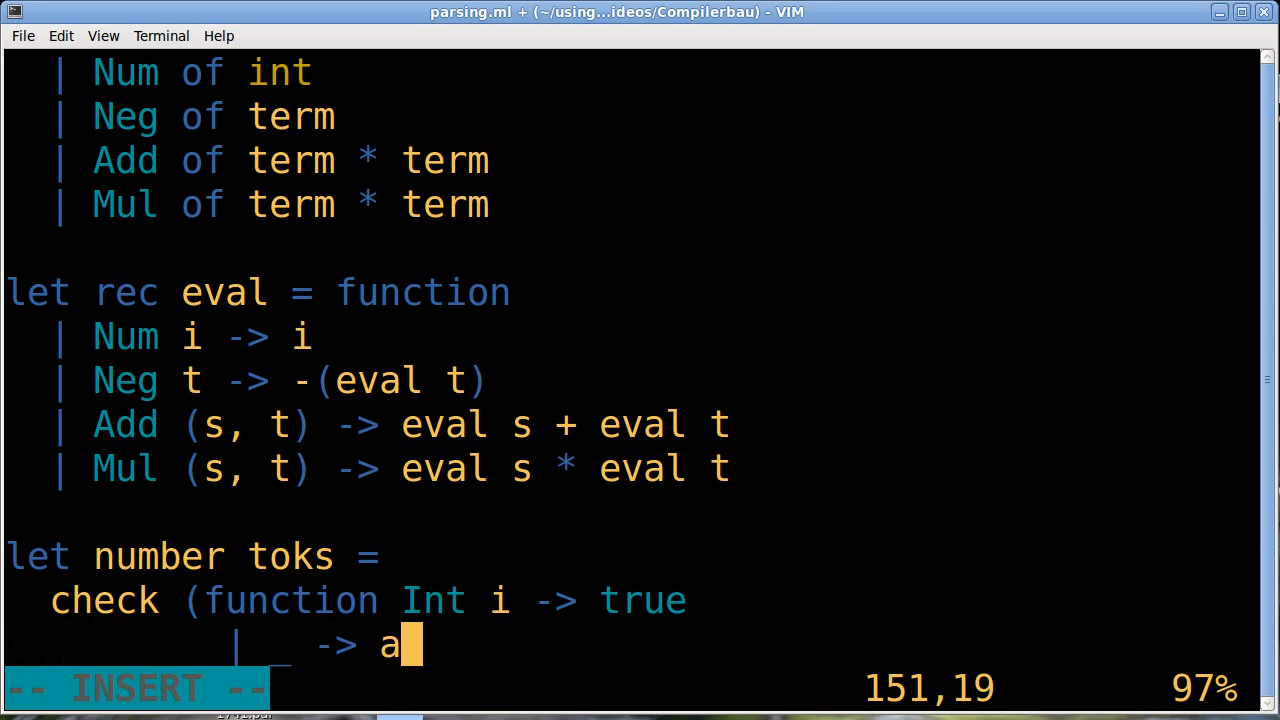 parsing.ml + (~/using...ideos/Compilerbau) - VIM
File Edit View Terminal Help
| Num of int
| Neg of term
| Add of term * term
| Mul of term * term
let rec eval = function
| Num i -> i
| Neg t -> -(eval t)
| Add (s, t) -> eval s + eval t
| Mul (s, t) -> eval s * eval t
let number toks =
check (function Int i -> true
| _ -> a
-- INSERT -- 151,19 97%